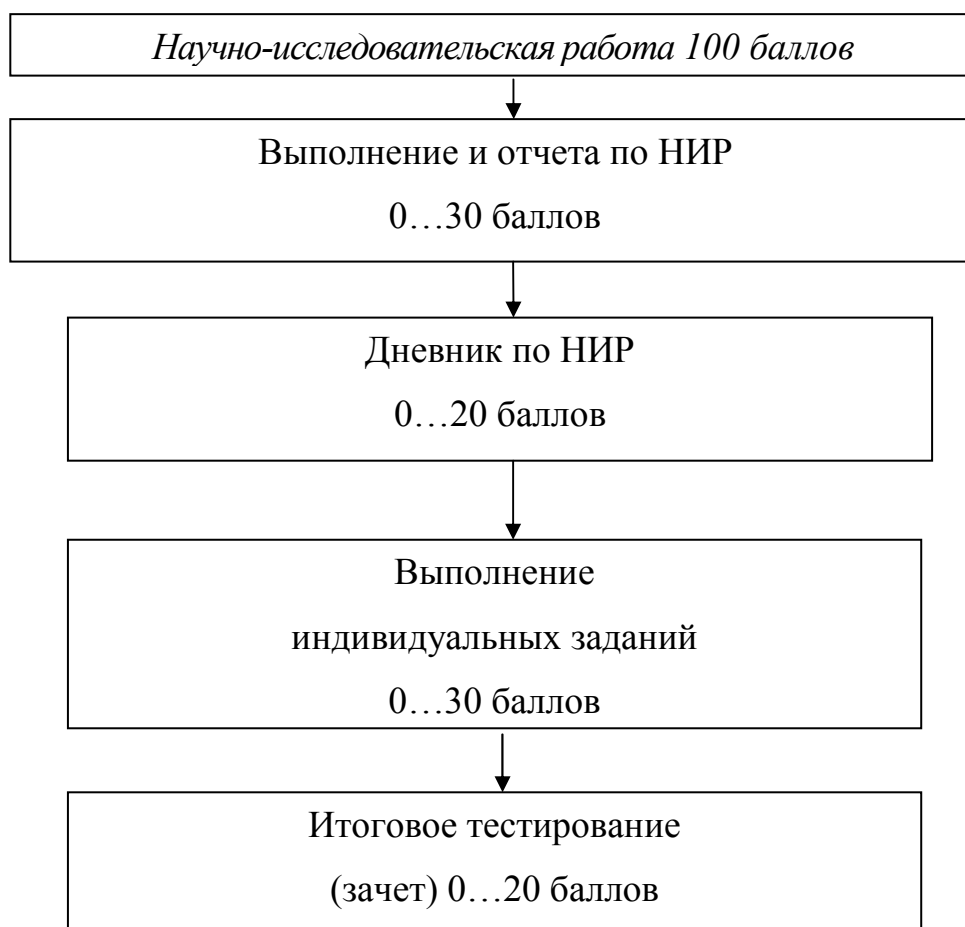 Научно-исследовательская работа 100 баллов
Выполнение и отчета по НИР
0…30 баллов
Дневник по НИР
0…20 баллов
Выполнение
индивидуальных заданий
0…30 баллов
Итоговое тестирование
(зачет) 0…20 баллов